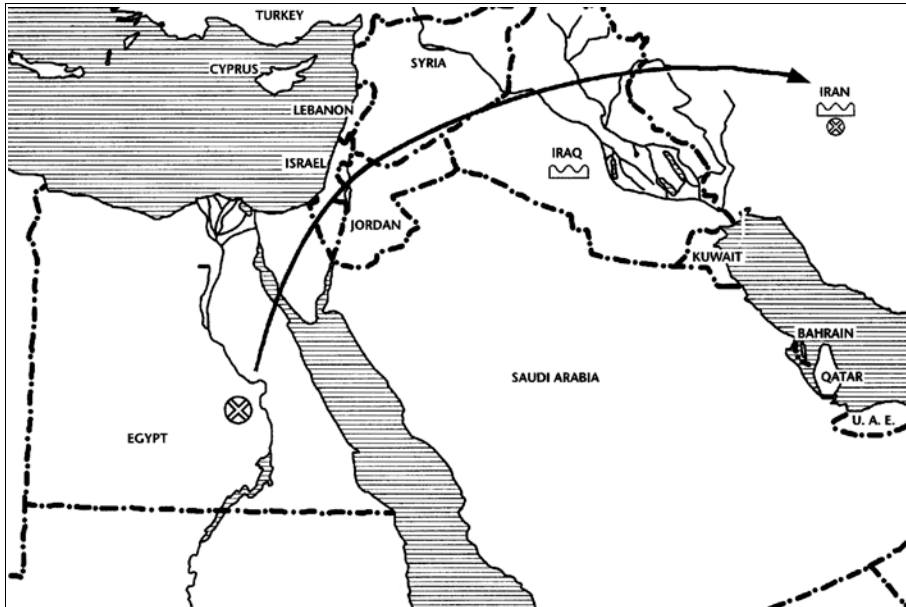 TURKEY
SYRIA
CYPRUS
IRAN
LEBANON
ISRAEL
IRAQ
JORDAN
KUWAIT
BAHRAIN
SAUDI ARABIA
QATAR
U. A. E.
EGYPT